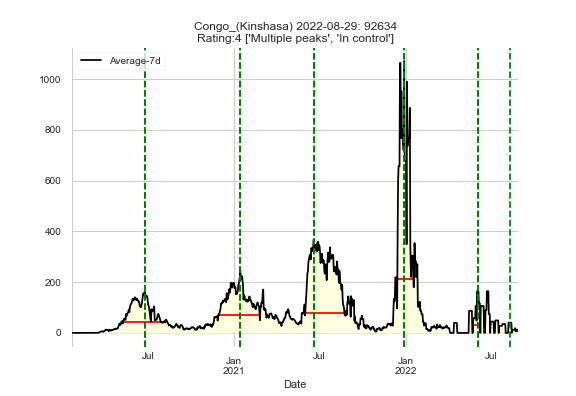 Congo_(Kinshasa) 2022-08-29: 92634
Rating:4 ['Multiple peaks', 'In control']
Average-7d
1000
800
600
400
200
0
Jul Jan Jul Jan Jul
2021 2022
Date